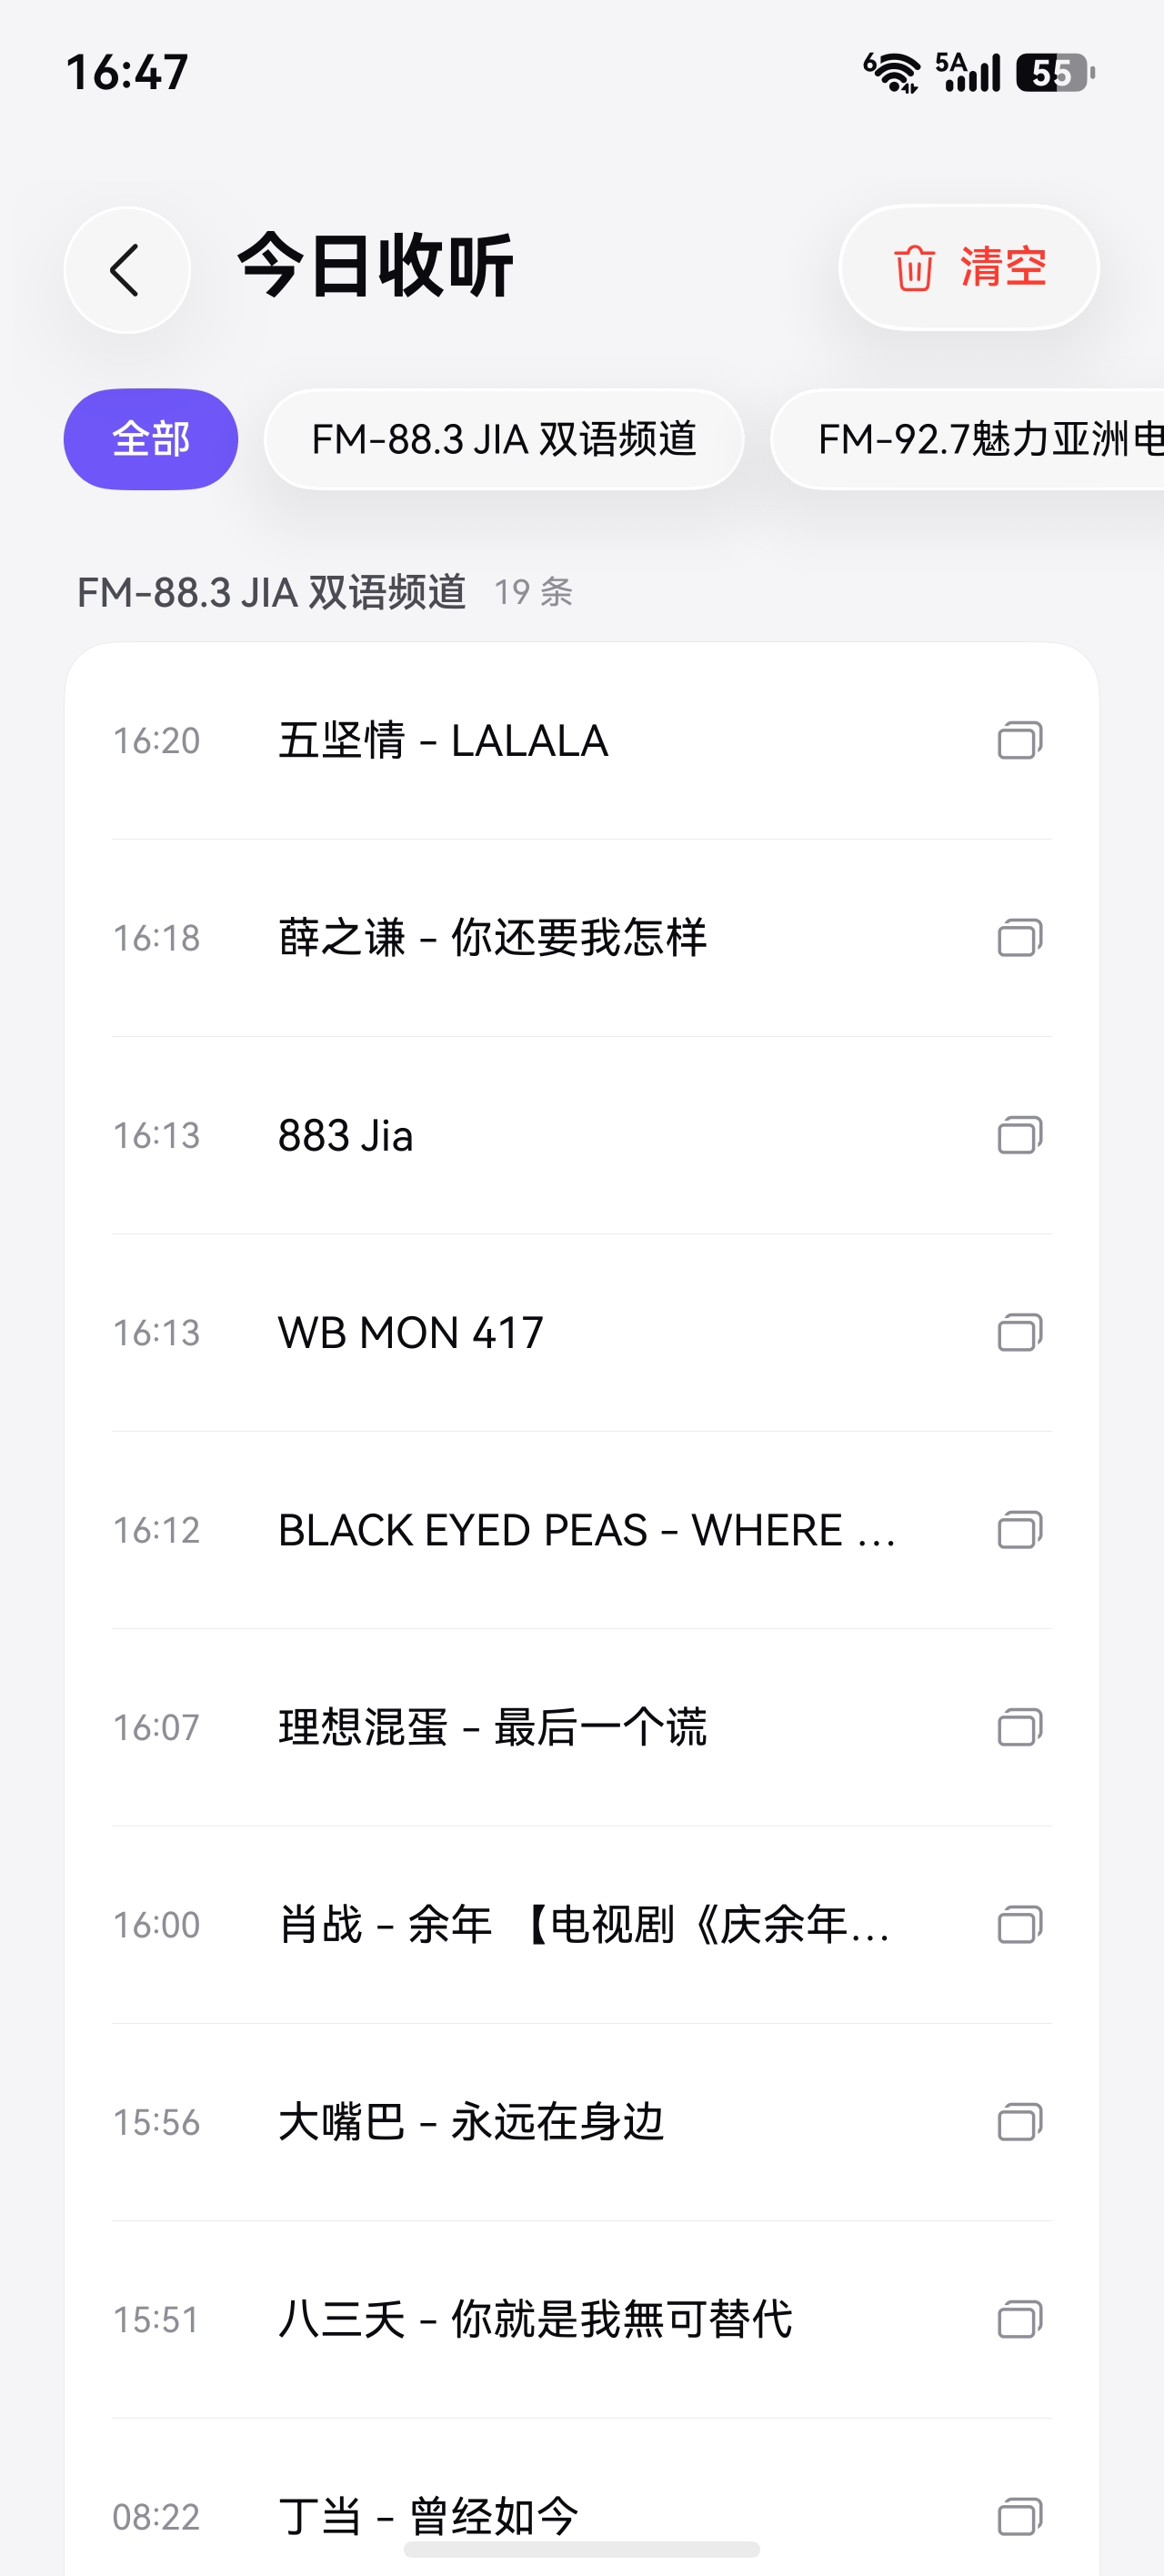 16:47
6 5A 55
今日收听
清空
全部
FM-88.3 JIA 双语频道
FM-92.7魅力亚洲电
FM-88.3 JIA 双语频道 19 条
16:20 五坚情 - LALALA
16:18 薛之谦 - 你还要我怎样
16:13 883 Jia
16:13 WB MON 417
16:12 BLACK EYED PEAS - WHERE ...
16:07 理想混蛋 - 最后一个谎
16:00 肖战 - 余年 【电视剧《庆余年...
15:56 大嘴巴 - 永远在身边
15:51 八三夭 - 你就是我無可替代
08:22 丁当 - 曾经如今